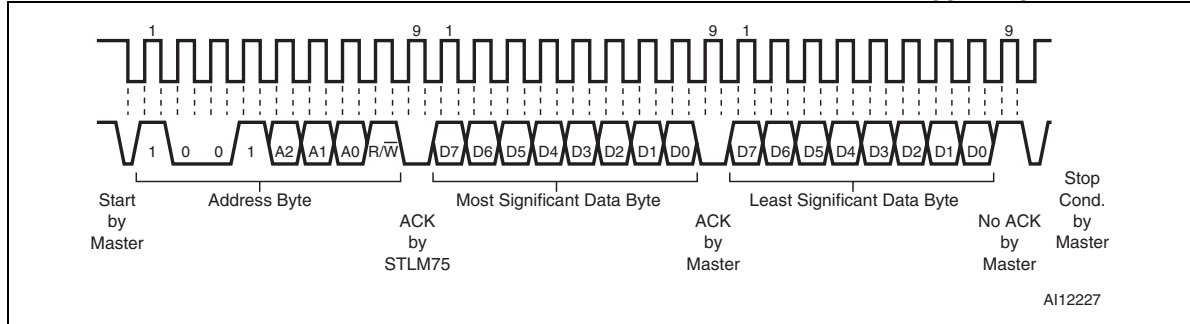 1 9 1 9 1 9
1 0 0 1 A2 A1 A0 R/W̅ D7 D6 D5 D4 D3 D2 D1 D0 D7 D6 D5 D4 D3 D2 D1 D0
Start
by
Master
Address Byte
ACK
by
STLM75
Most Significant Data Byte
ACK
by
Master
Least Significant Data Byte
No ACK
by
Master
Stop
Cond.
by
Master
AI12227